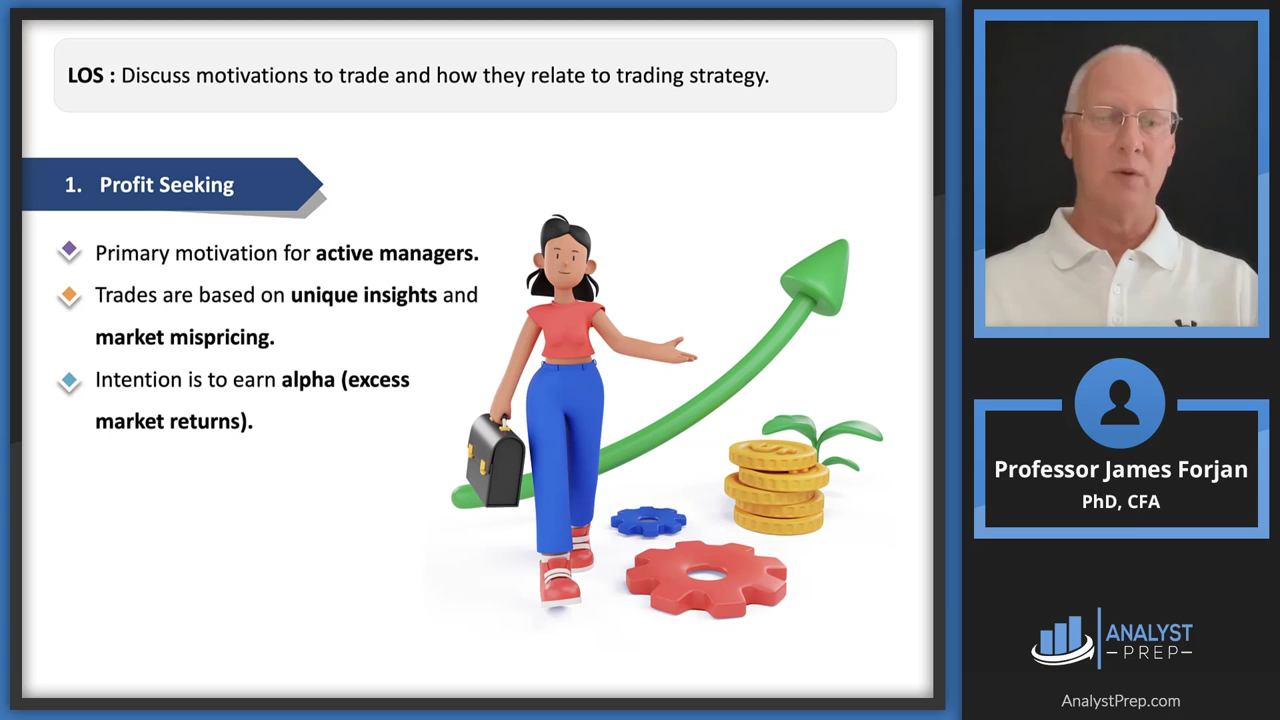 LOS : Discuss motivations to trade and how they relate to trading strategy.
1. Profit Seeking
Primary motivation for active managers.
Trades are based on unique insights and
market mispricing.
Intention is to earn alpha (excess
market returns).
Professor James Forjan
PhD, CFA
ANALYST
PREP
AnalystPrep.com